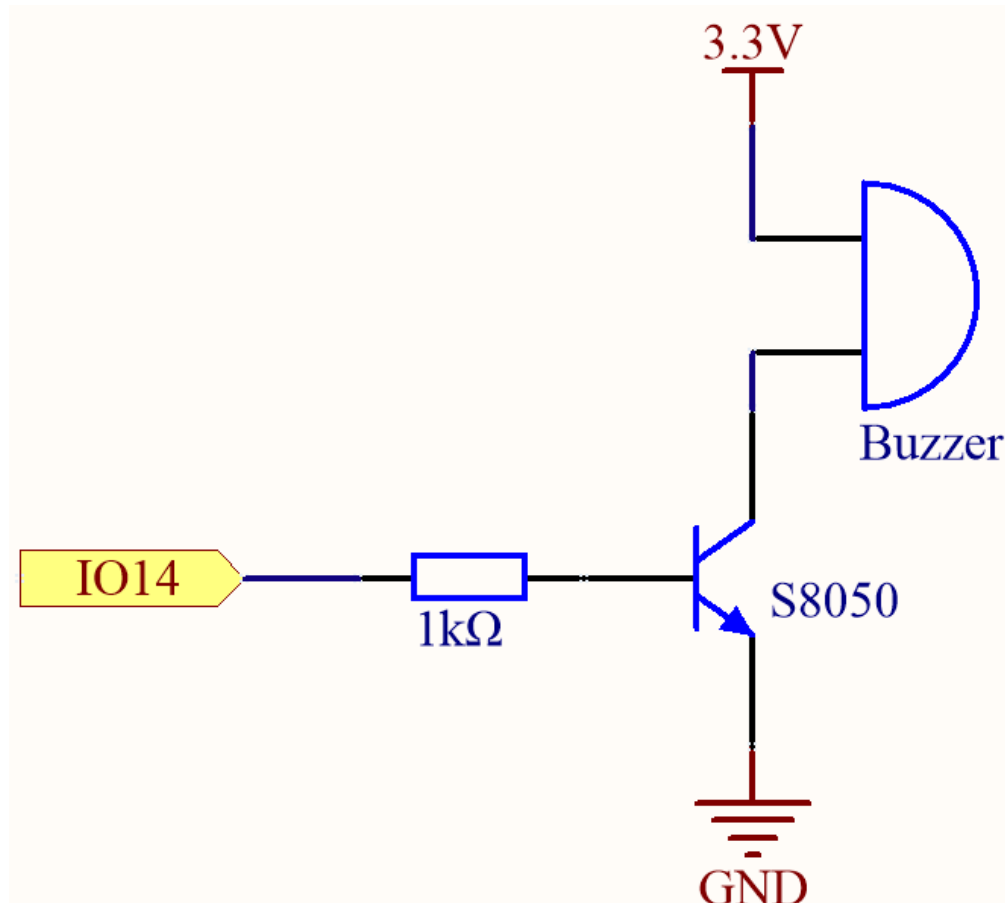 3.3V
Buzzer
IO14
1kΩ
S8050
GND